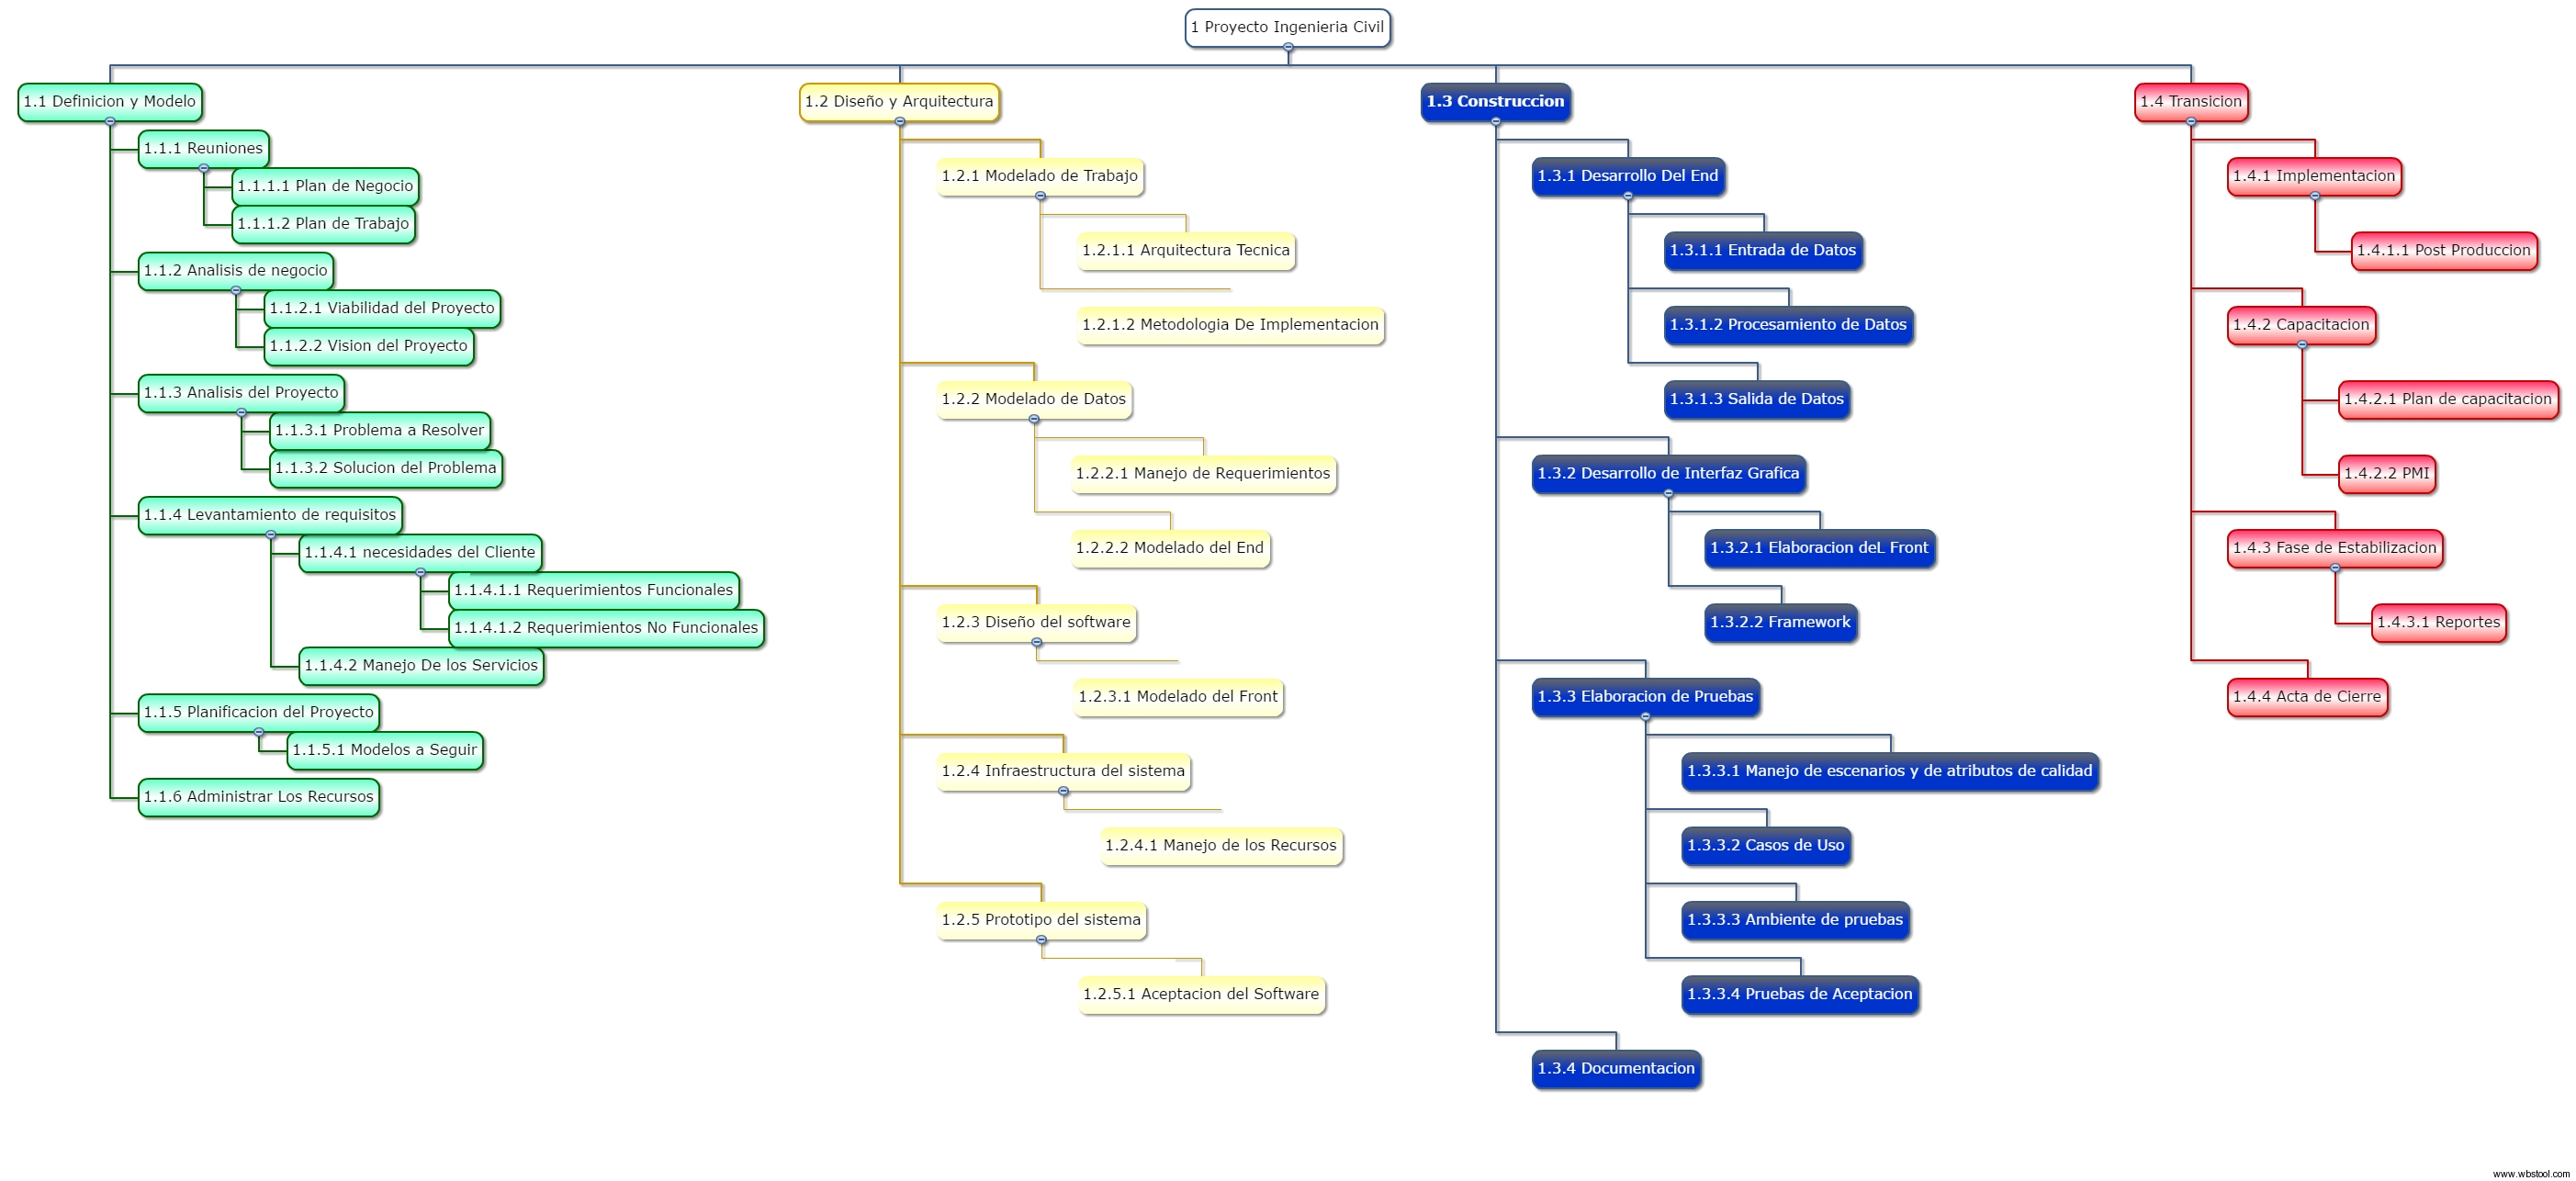 1 Proyecto Ingenieria Civil
1.1 Definicion y Modelo
1.1.1 Reuniones
1.1.1.1 Plan de Negocio
1.1.1.2 Plan de Trabajo
1.1.2 Analisis de negocio
1.1.2.1 Viabilidad del Proyecto
1.1.2.2 Vision del Proyecto
1.1.3 Analisis del Proyecto
1.1.3.1 Problema a Resolver
1.1.3.2 Solucion del Problema
1.1.4 Levantamiento de requisitos
1.1.4.1 necesidades del Cliente
1.1.4.1.1 Requerimientos Funcionales
1.1.4.1.2 Requerimientos No Funcionales
1.1.4.2 Manejo De los Servicios
1.1.5 Planificacion del Proyecto
1.1.5.1 Modelos a Seguir
1.1.6 Administrar Los Recursos
1.2 Diseño y Arquitectura
1.2.1 Modelado de Trabajo
1.2.1.1 Arquitectura Tecnica
1.2.1.2 Metodologia De Implementacion
1.2.2 Modelado de Datos
1.2.2.1 Manejo de Requerimientos
1.2.2.2 Modelado del End
1.2.3 Diseño del software
1.2.3.1 Modelado del Front
1.2.4 Infraestructura del sistema
1.2.4.1 Manejo de los Recursos
1.2.5 Prototipo del sistema
1.2.5.1 Aceptacion del Software
1.3 Construccion
1.3.1 Desarrollo Del End
1.3.1.1 Entrada de Datos
1.3.1.2 Procesamiento de Datos
1.3.1.3 Salida de Datos
1.3.2 Desarrollo de Interfaz Grafica
1.3.2.1 Elaboracion deL Front
1.3.2.2 Framework
1.3.3 Elaboracion de Pruebas
1.3.3.1 Manejo de escenarios y de atributos de calidad
1.3.3.2 Casos de Uso
1.3.3.3 Ambiente de pruebas
1.3.3.4 Pruebas de Aceptacion
1.3.4 Documentacion
1.4 Transicion
1.4.1 Implementacion
1.4.1.1 Post Produccion
1.4.2 Capacitacion
1.4.2.1 Plan de capacitacion
1.4.2.2 PMI
1.4.3 Fase de Estabilizacion
1.4.3.1 Reportes
1.4.4 Acta de Cierre
www.wbstool.com